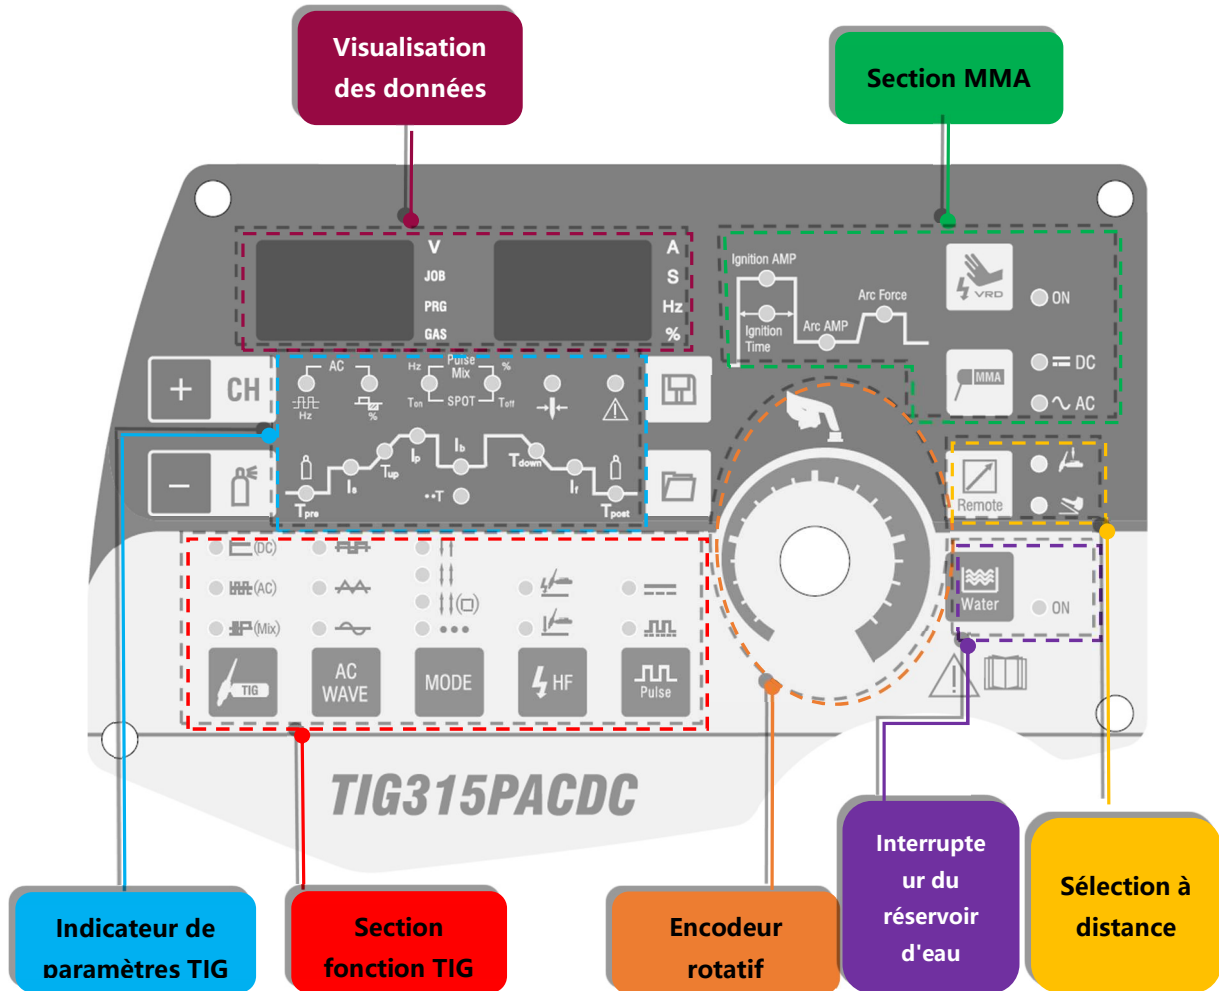 Visualisation
des données
Section MMA
V
JOB
PRG
GAS
A
S
Hz
%
Ignition AMP
Ignition
Time
Arc AMP
Arc Force
VRD
ON
MMA
DC
AC
+
CH
−
AC
Hz
%
Hz
Pulse
Mix
%
Ton
SPOT
Toff
Tpre
Is
Tup
Ip
Ib
••T
Tdown
If
Tpost
Remote
Water
ON
(DC)
(AC)
(Mix)
TIG
AC
WAVE
MODE
HF
Pulse
TIG315PACDC
Indicateur de
paramètres TIG
Section
fonction TIG
Encodeur
rotatif
Interrupte
ur du
réservoir
d'eau
Sélection à
distance